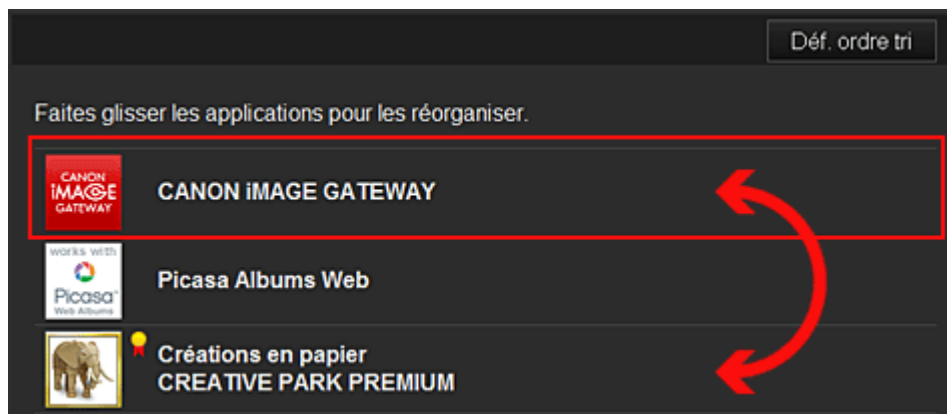 Déf. ordre tri
Faites glisser les applications pour les réorganiser.
CANON
iMAGE
GATEWAY
CANON iMAGE GATEWAY
works with
Picasa™
Web Albums
Picasa Albums Web
Créations en papier
CREATIVE PARK PREMIUM